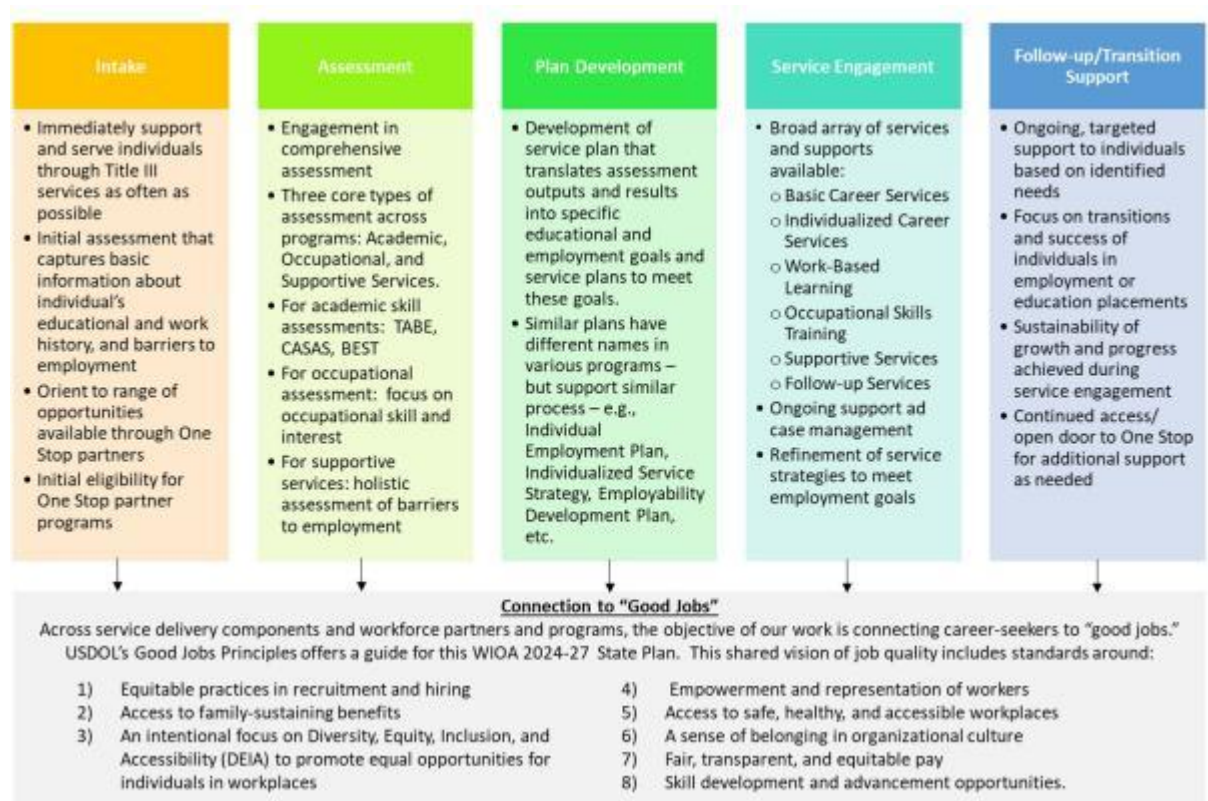 Intake
• Immediately support
and serve individuals
through Title III
services as often as
possible
• Initial assessment that
captures basic
information about
individual's
educational and work
history, and barriers to
employment
• Orient to range of
opportunities
available through One
Stop partners
• Initial eligibility for
One Stop partner
programs
Assessment
• Engagement in
comprehensive
assessment
• Three core types of
assessment across
programs: Academic,
Occupational, and
Supportive Services.
• For academic skill
assessments: TABE,
CASAS, BEST
• For occupational
assessment: focus on
occupational skill and
interest
• For supportive
services: holistic
assessment of barriers
to employment
Plan Development
• Development of
service plan that
translates assessment
outputs and results
into specific
educational and
employment goals and
service plans to meet
these goals.
• Similar plans have
different names in
various programs –
but support similar
process – e.g.,
Individual
Employment Plan,
Individualized Service
Strategy, Employability
Development Plan,
etc.
Service Engagement
• Broad array of services
and supports
available:
o Basic Career Services
o Individualized Career
Services
o Work-Based
Learning
o Occupational Skills
Training
o Supportive Services
o Follow-up Services
• Ongoing support ad
case management
• Refinement of service
strategies to meet
employment goals
Follow-up/Transition
Support
• Ongoing, targeted
support to individuals
based on identified
needs
• Focus on transitions
and success of
individuals in
employment or
education placements
• Sustainability of
growth and progress
achieved during
service engagement
• Continued access/
open door to One Stop
for additional support
as needed
Connection to "Good Jobs"
Across service delivery components and workforce partners and programs, the objective of our work is connecting career-seekers to "good jobs."
USDOL's Good Jobs Principles offers a guide for this WIOA 2024-27 State Plan. This shared vision of job quality includes standards around:
1) Equitable practices in recruitment and hiring
2) Access to family-sustaining benefits
3) An intentional focus on Diversity, Equity, Inclusion, and
Accessibility (DEIA) to promote equal opportunities for
individuals in workplaces
4) Empowerment and representation of workers
5) Access to safe, healthy, and accessible workplaces
6) A sense of belonging in organizational culture
7) Fair, transparent, and equitable pay
8) Skill development and advancement opportunities.